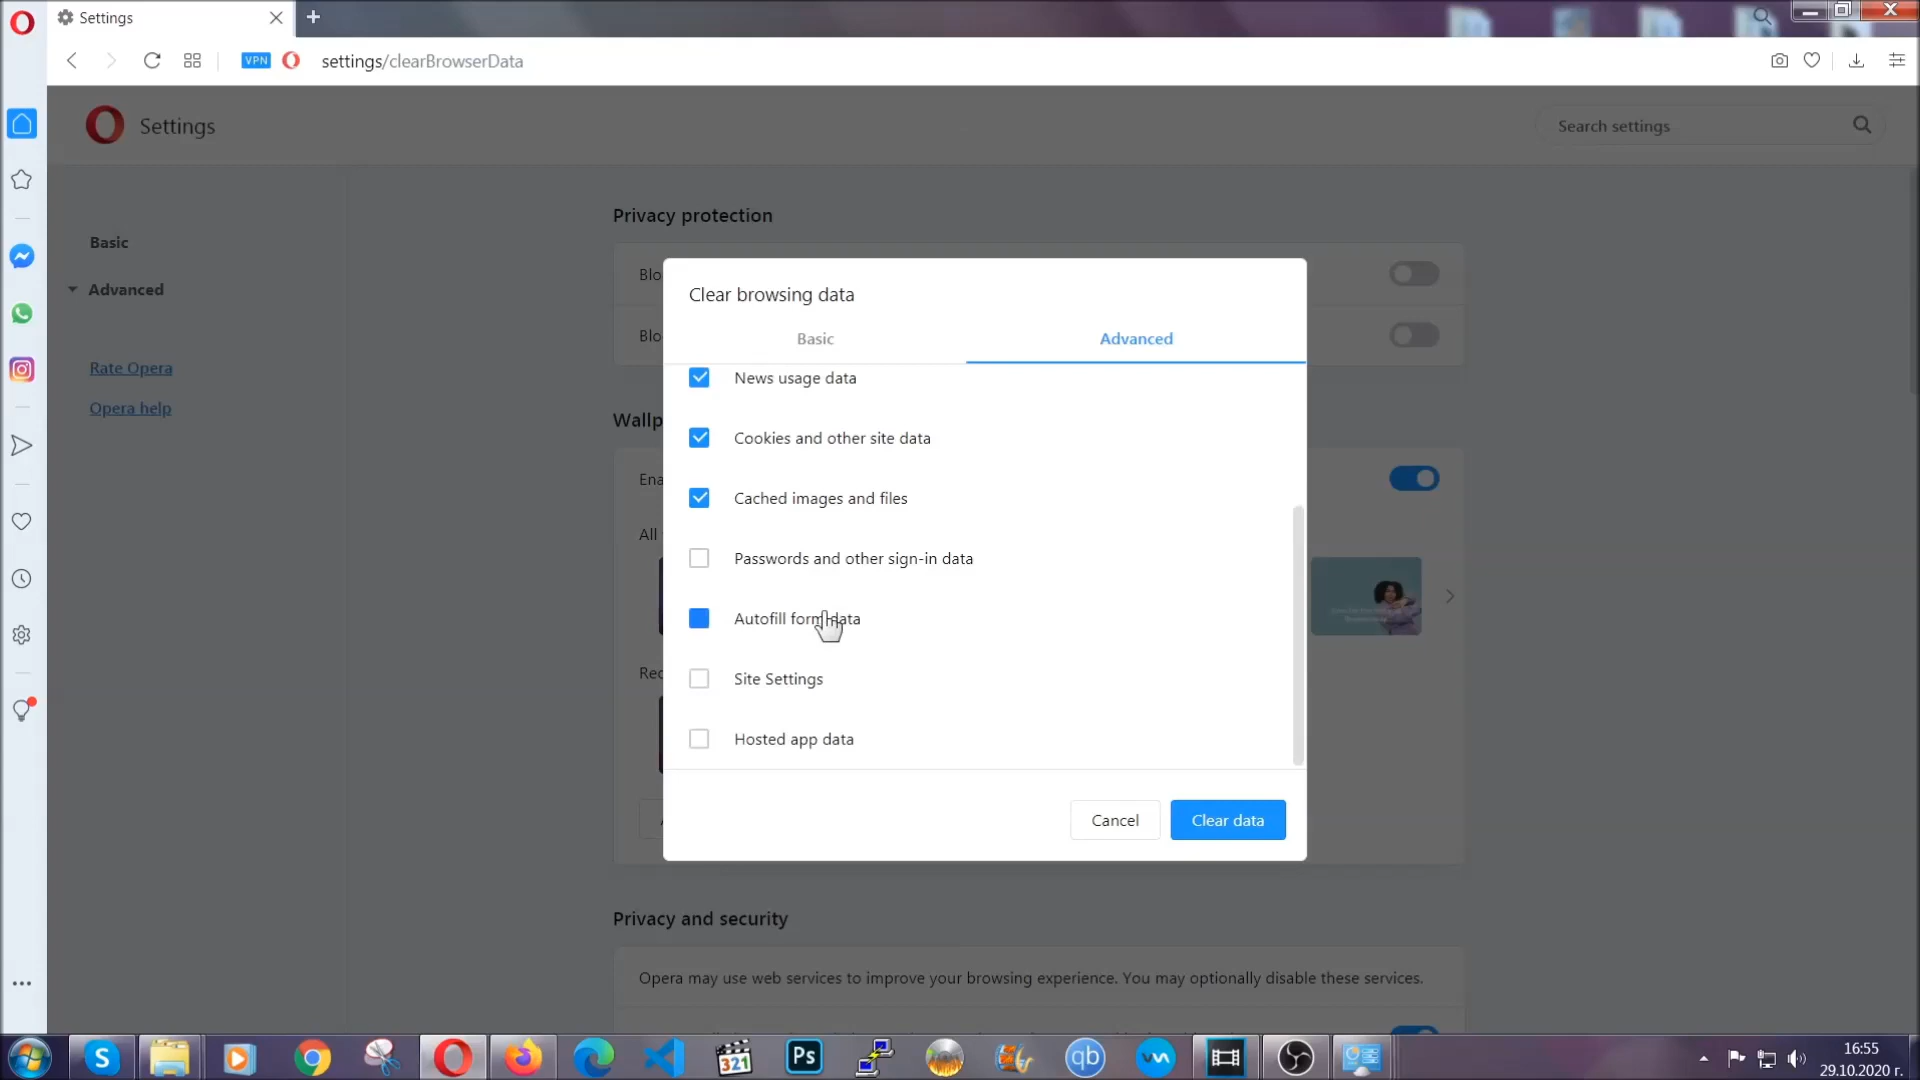 Settings
VPN
settings/clearBrowserData
Settings
Search settings
Basic
Advanced
Rate Opera
Opera help
Privacy protection
Blo
Blo
Wallp
Ena
All
Rec
Clear browsing data
Basic
Advanced
News usage data
Cookies and other site data
Cached images and files
Passwords and other sign-in data
Autofill form data
Site Settings
Hosted app data
Cancel
Clear data
Privacy and security
Opera may use web services to improve your browsing experience. You may optionally disable these services.
S
321
Ps
qb
16:55
29.10.2020 г.